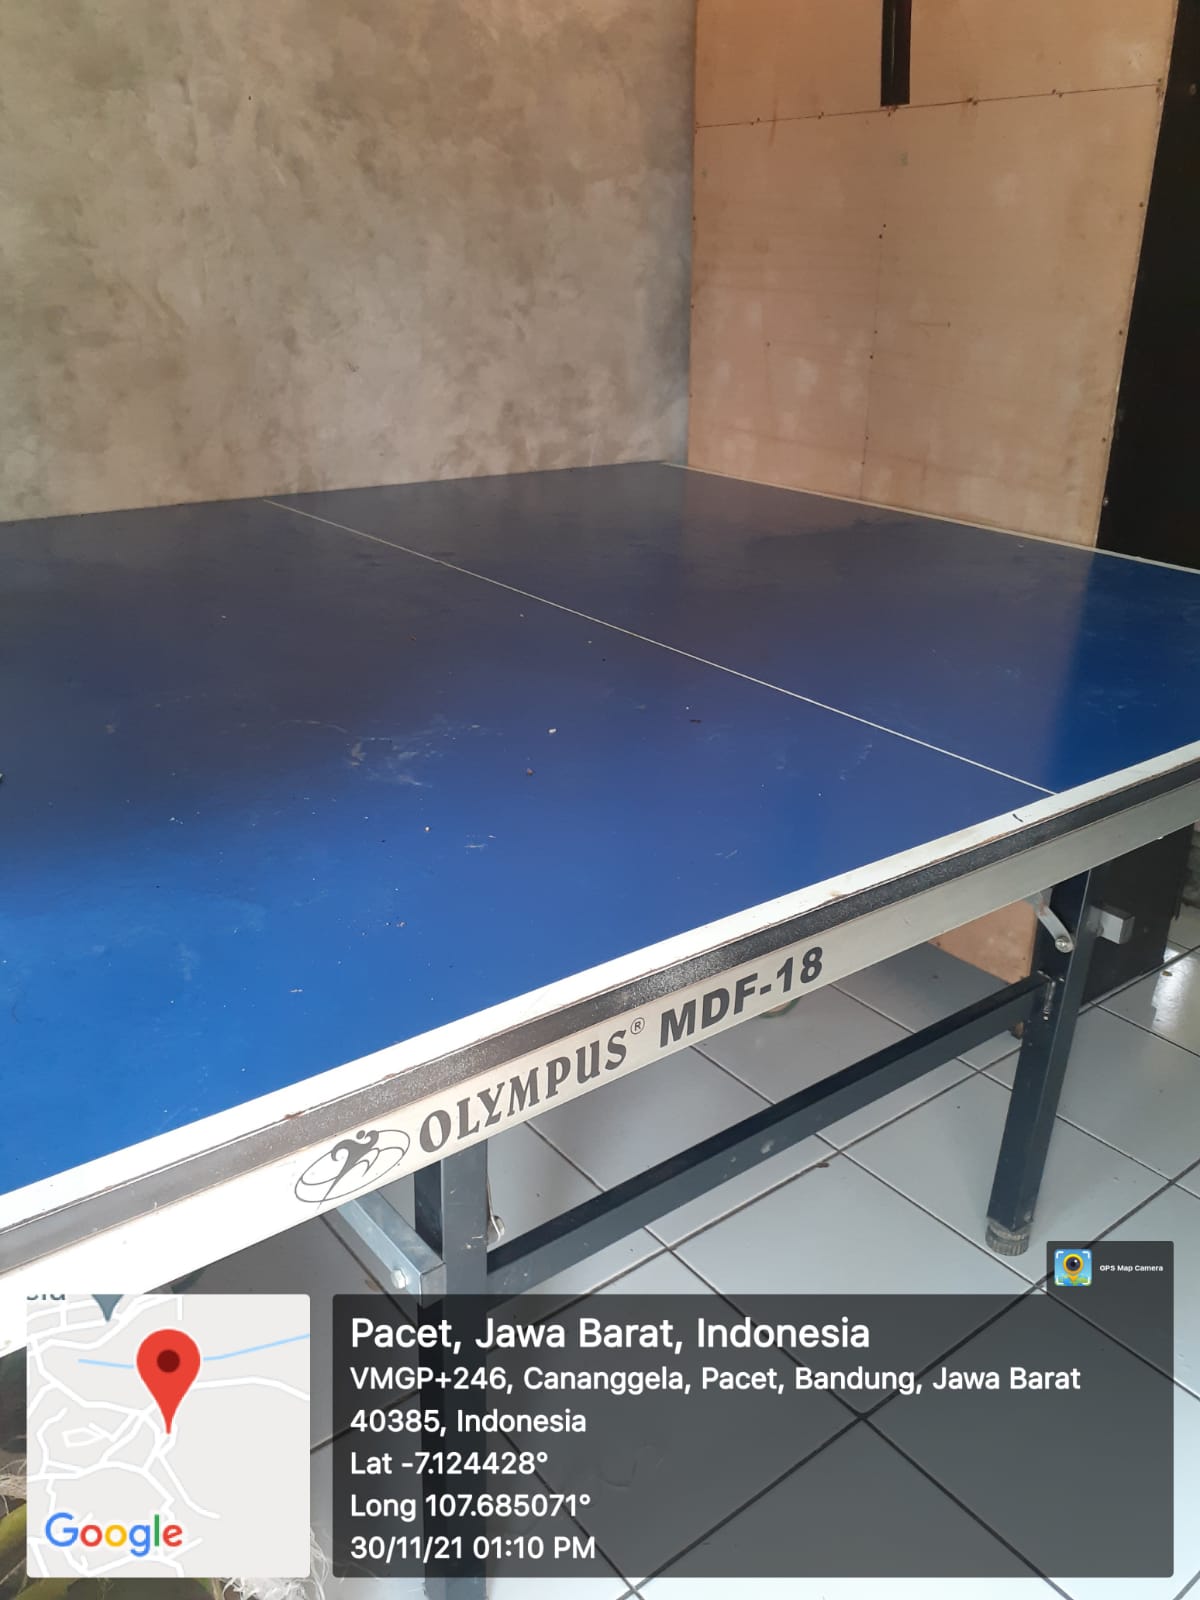 OLYMPUS® MDF-18
GPS Map Camera
Pacet, Jawa Barat, Indonesia
VMGP+246, Cananggela, Pacet, Bandung, Jawa Barat
40385, Indonesia
Lat -7.124428°
Long 107.685071°
30/11/21 01:10 PM
Google